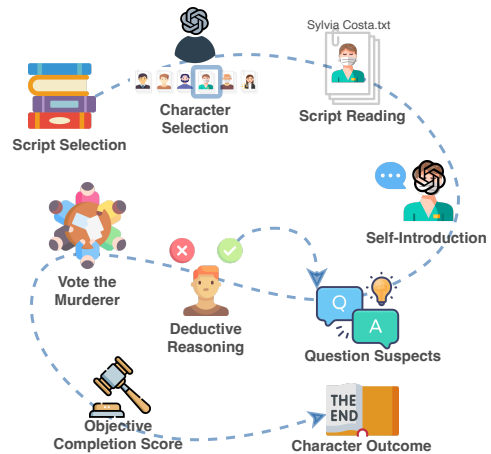 Sylvia Costa.txt
Script Selection
Character
Selection
Script Reading
Self-Introduction
Vote the
Murderer
Deductive
Reasoning
Q
A
Question Suspects
Objective
Completion Score
THE
END
Character Outcome